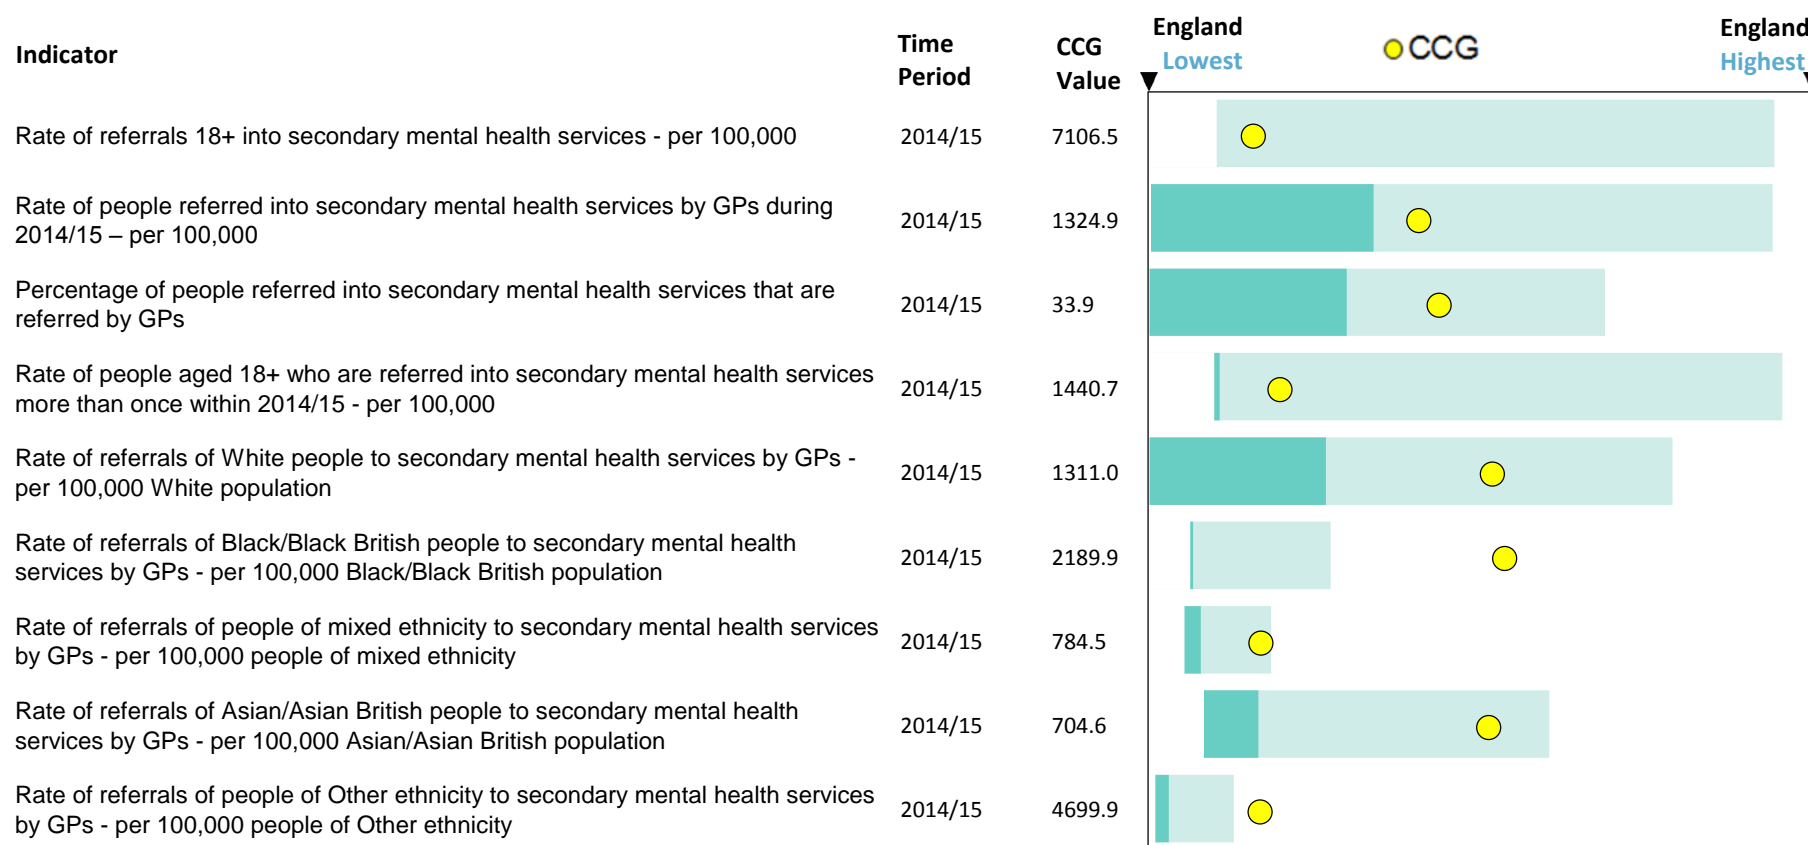 Indicator
Time Period
CCG Value
England Lowest
CCG
England Highest
Rate of referrals 18+ into secondary mental health services - per 100,000
2014/15
7106.5
Rate of people referred into secondary mental health services by GPs during
2014/15 – per 100,000
2014/15
1324.9
Percentage of people referred into secondary mental health services that are
referred by GPs
2014/15
33.9
Rate of people aged 18+ who are referred into secondary mental health services
more than once within 2014/15 - per 100,000
2014/15
1440.7
Rate of referrals of White people to secondary mental health services by GPs -
per 100,000 White population
2014/15
1311.0
Rate of referrals of Black/Black British people to secondary mental health
services by GPs - per 100,000 Black/Black British population
2014/15
2189.9
Rate of referrals of people of mixed ethnicity to secondary mental health services
by GPs - per 100,000 people of mixed ethnicity
2014/15
784.5
Rate of referrals of Asian/Asian British people to secondary mental health
services by GPs - per 100,000 Asian/Asian British population
2014/15
704.6
Rate of referrals of people of Other ethnicity to secondary mental health services
by GPs - per 100,000 people of Other ethnicity
2014/15
4699.9